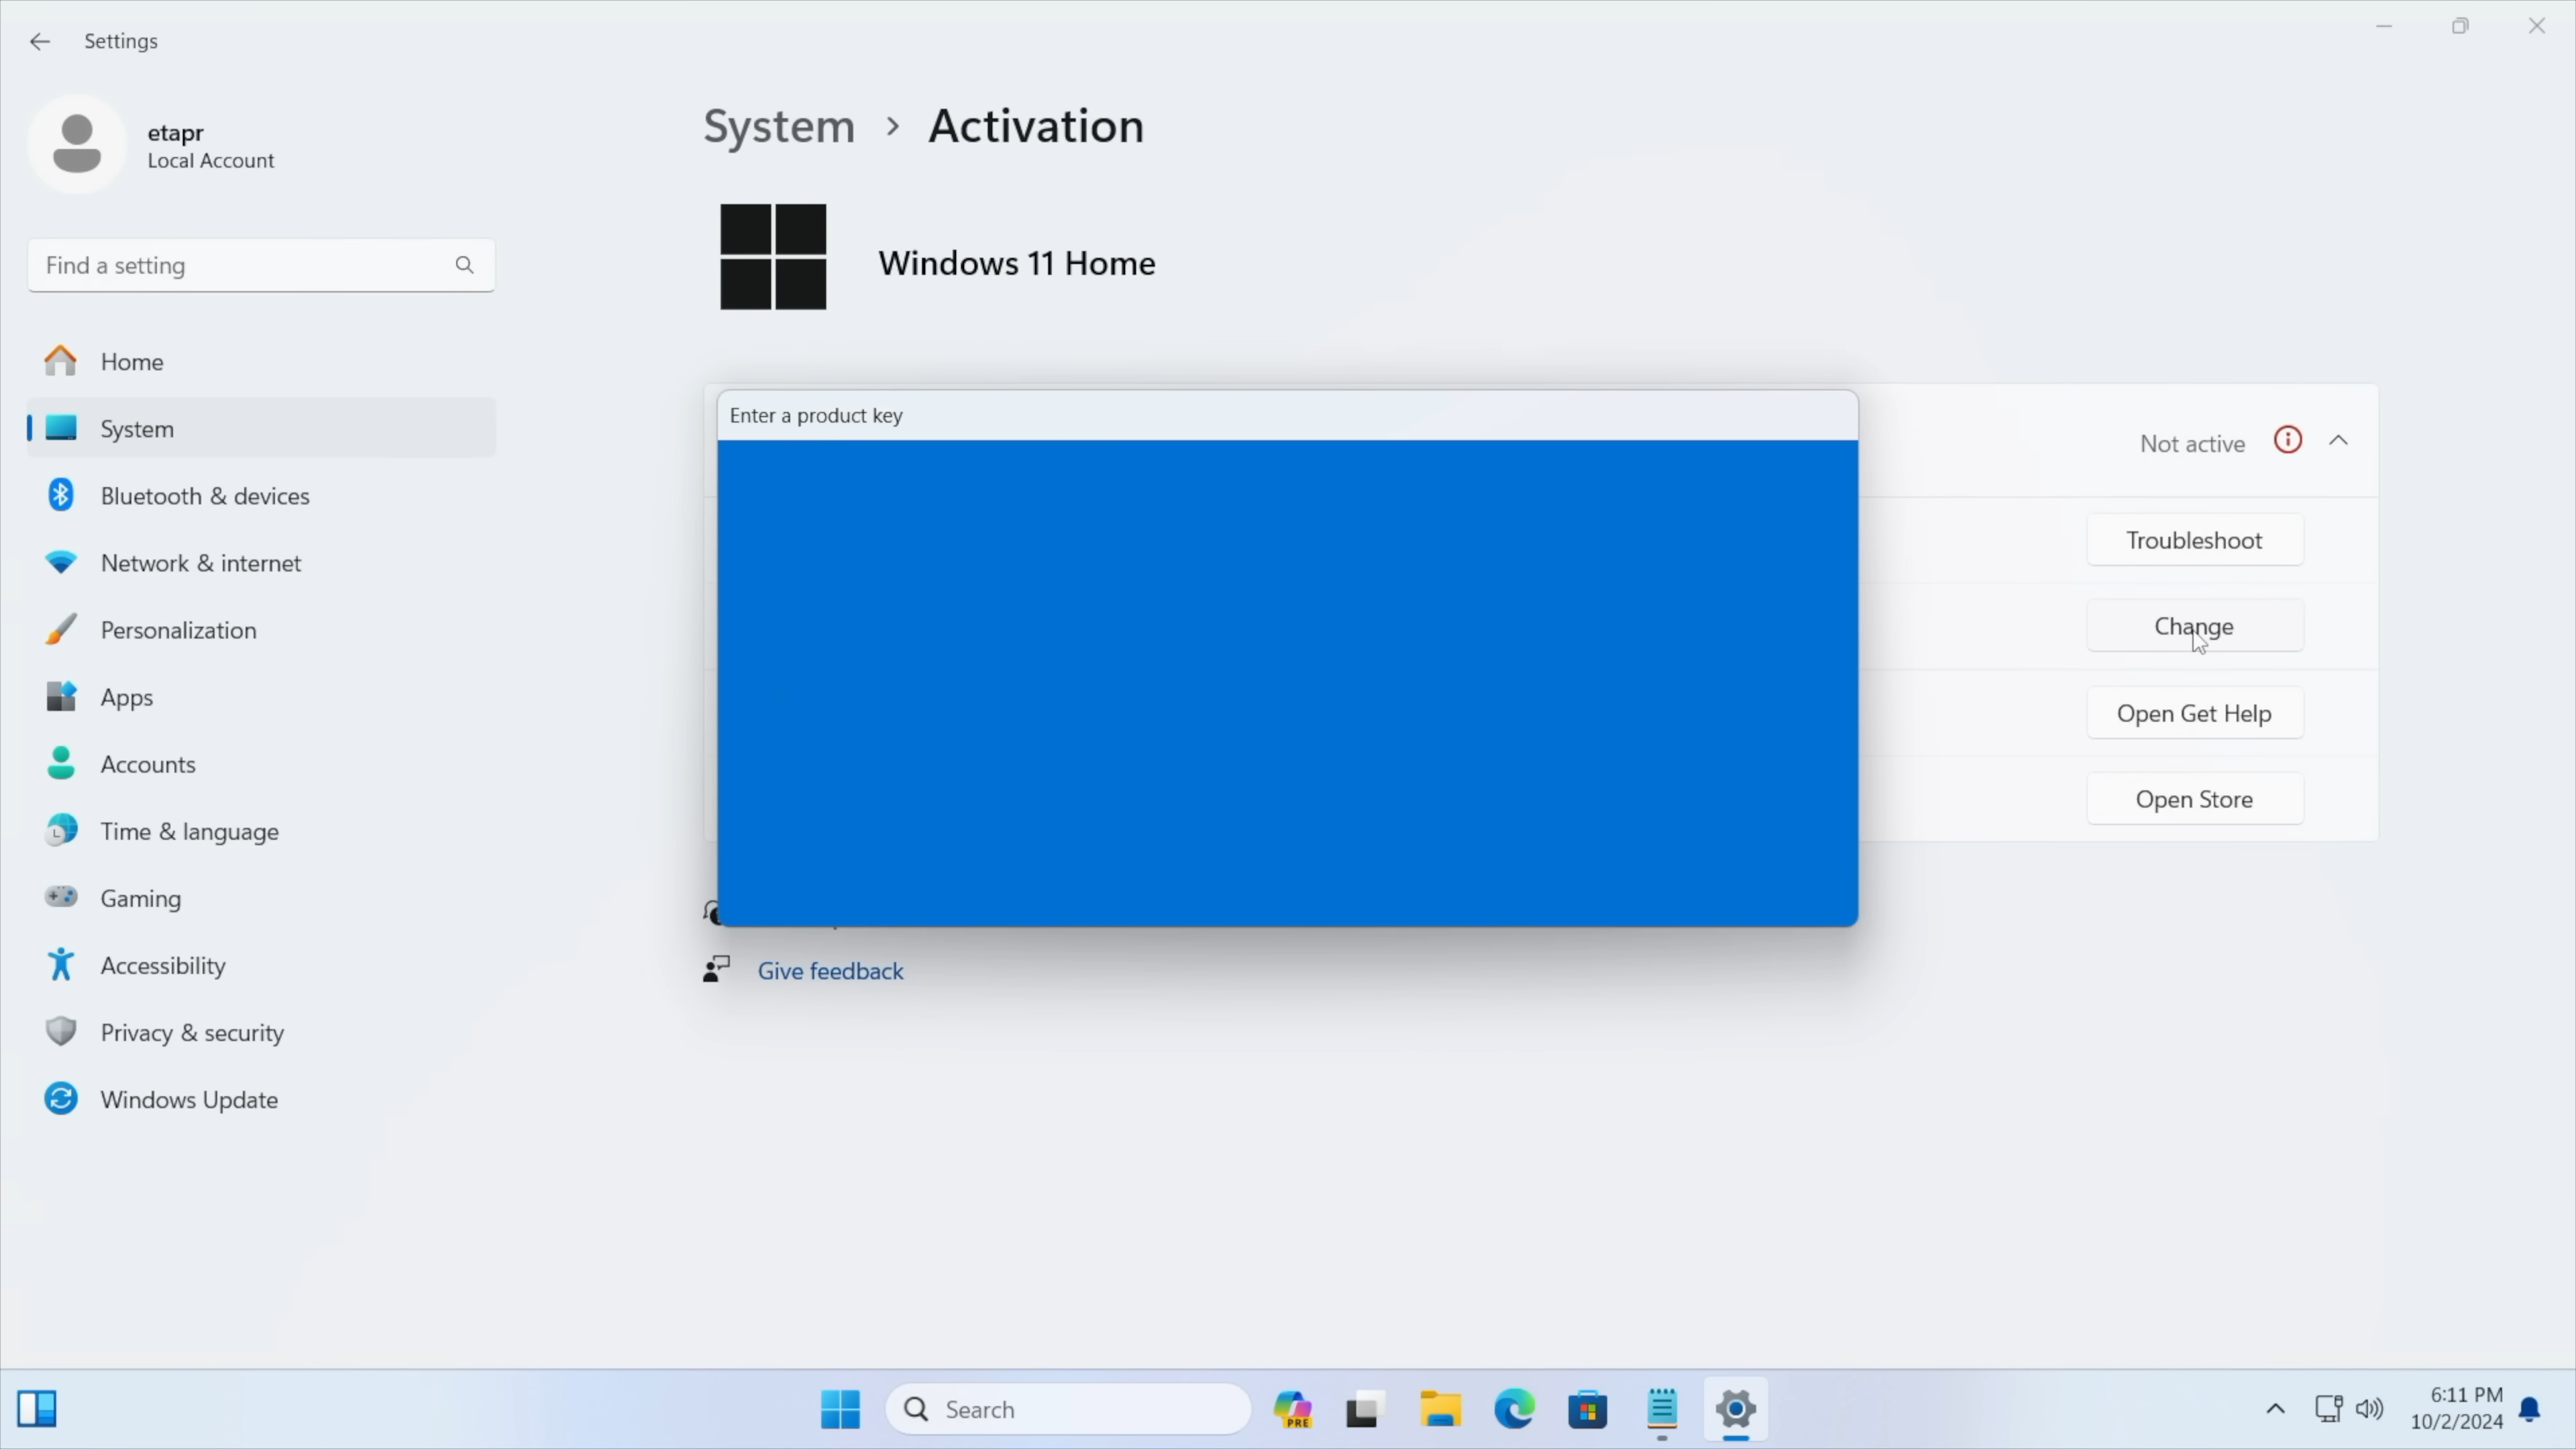 Settings
etapr
Local Account
Find a setting
Home
System
Bluetooth & devices
Network & internet
Personalization
Apps
Accounts
Time & language
Gaming
Accessibility
Privacy & security
Windows Update
System > Activation
Windows 11 Home
Enter a product key
Not active
Troubleshoot
Change
Open Get Help
Open Store
Give feedback
Search
PRE
6:11 PM
10/2/2024